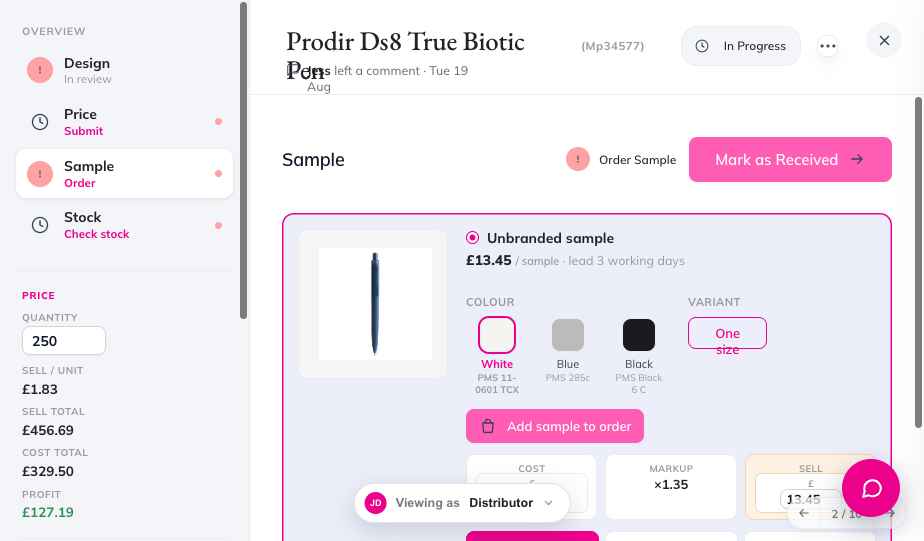 OVERVIEW
Design
In review
Price
Submit
Sample
Order
Stock
Check stock
PRICE
QUANTITY
250
SELL / UNIT
£1.83
SELL TOTAL
£456.69
COST TOTAL
£329.50
PROFIT
£127.19
Prodir Ds8 True Biotic
Pen
(Mp34577)
In Progress
Jess left a comment · Tue 19
Aug
Sample
Order Sample
Mark as Received
Unbranded sample
£13.45 / sample · lead 3 working days
COLOUR
White
PMS 11-
0601 TCX
Blue
PMS 285c
Black
PMS Black
6 C
VARIANT
One
size
Add sample to order
COST
£
MARKUP
×1.35
SELL
£
13.45
JD Viewing as Distributor